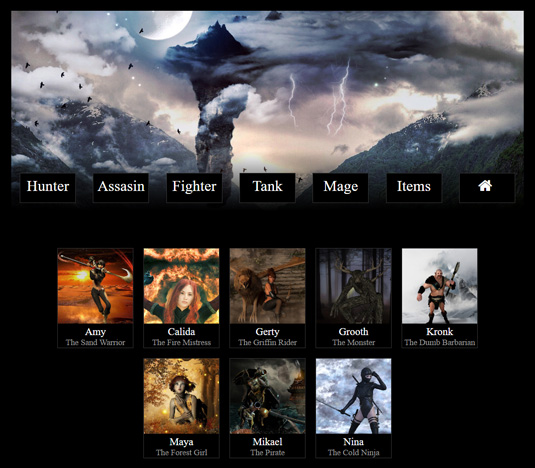 Hunter Assasin Fighter Tank Mage Items
Amy Calida Gerty Grooth Kronk
The Sand Warrior The Fire Mistress The Griffin Rider The Monster The Dumb Barbarian
Maya Mikael Nina
The Forest Girl The Pirate The Cold Ninja